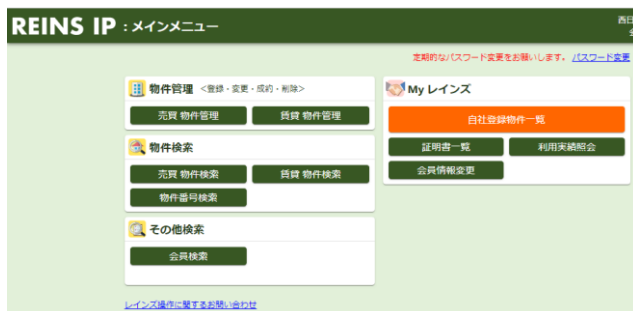 REINS IP : メインメニュー
西日
定期的なパスワード変更をお願いします。 パスワード変更
物件管理 <登録・変更・成約・削除>
売買 物件管理 賃貸 物件管理
物件検索
売買 物件検索 賃貸 物件検索
物件番号検索
その他検索
会員検索
My レインズ
自社登録物件一覧
証明書一覧 利用実績照会
会員情報変更
レインズ操作に関するお問い合わせ